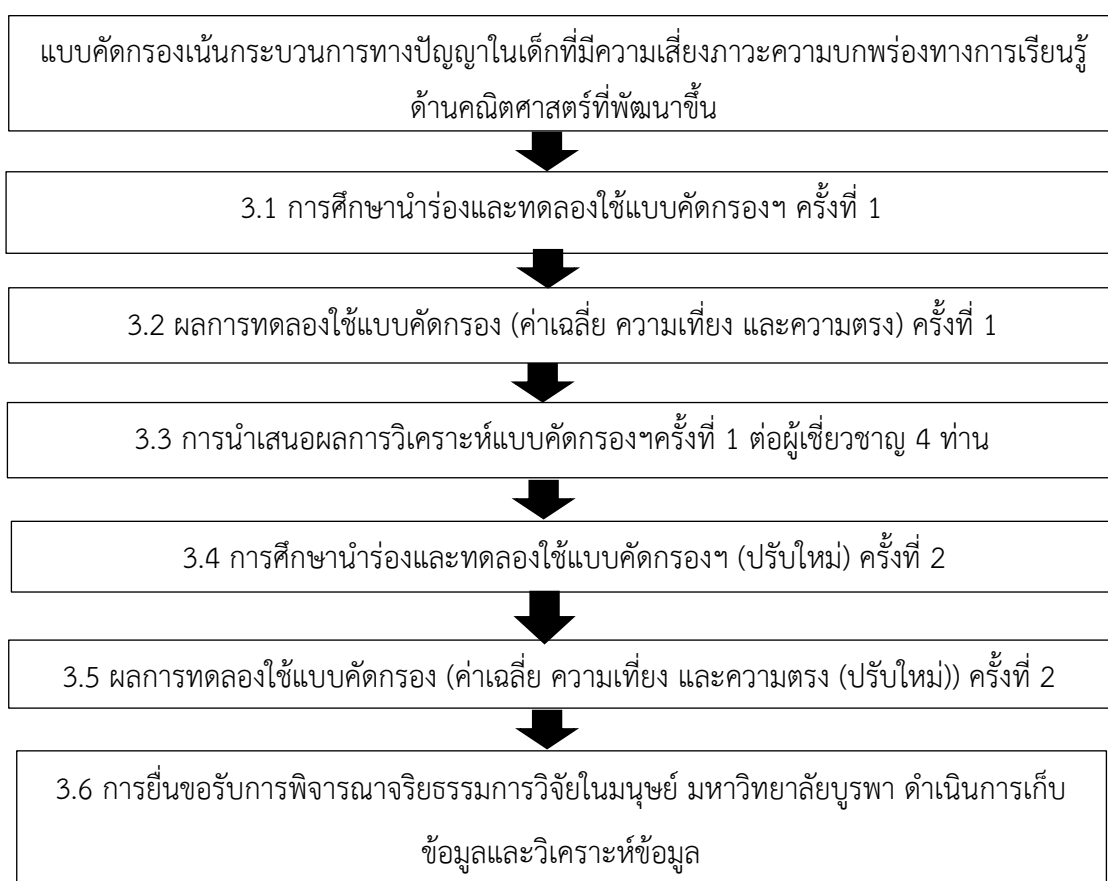 แบบคัดกรองเน้นกระบวนการทางปัญญาในเด็กที่มีความเสี่ยงภาวะความบกพร่องทางการเรียนรู้
ด้านคณิตศาสตร์ที่พัฒนาขึ้น
3.1 การศึกษานำร่องและทดลองใช้แบบคัดกรองฯ ครั้งที่ 1
3.2 ผลการทดลองใช้แบบคัดกรอง (ค่าเฉลี่ย ความเที่ยง และความตรง) ครั้งที่ 1
3.3 การนำเสนอผลการวิเคราะห์แบบคัดกรองฯครั้งที่ 1 ต่อผู้เชี่ยวชาญ 4 ท่าน
3.4 การศึกษานำร่องและทดลองใช้แบบคัดกรองฯ (ปรับใหม่) ครั้งที่ 2
3.5 ผลการทดลองใช้แบบคัดกรอง (ค่าเฉลี่ย ความเที่ยง และความตรง (ปรับใหม่)) ครั้งที่ 2
3.6 การยื่นขอรับการพิจารณาจริยธรรมการวิจัยในมนุษย์ มหาวิทยาลัยบูรพา ดำเนินการเก็บ
ข้อมูลและวิเคราะห์ข้อมูล